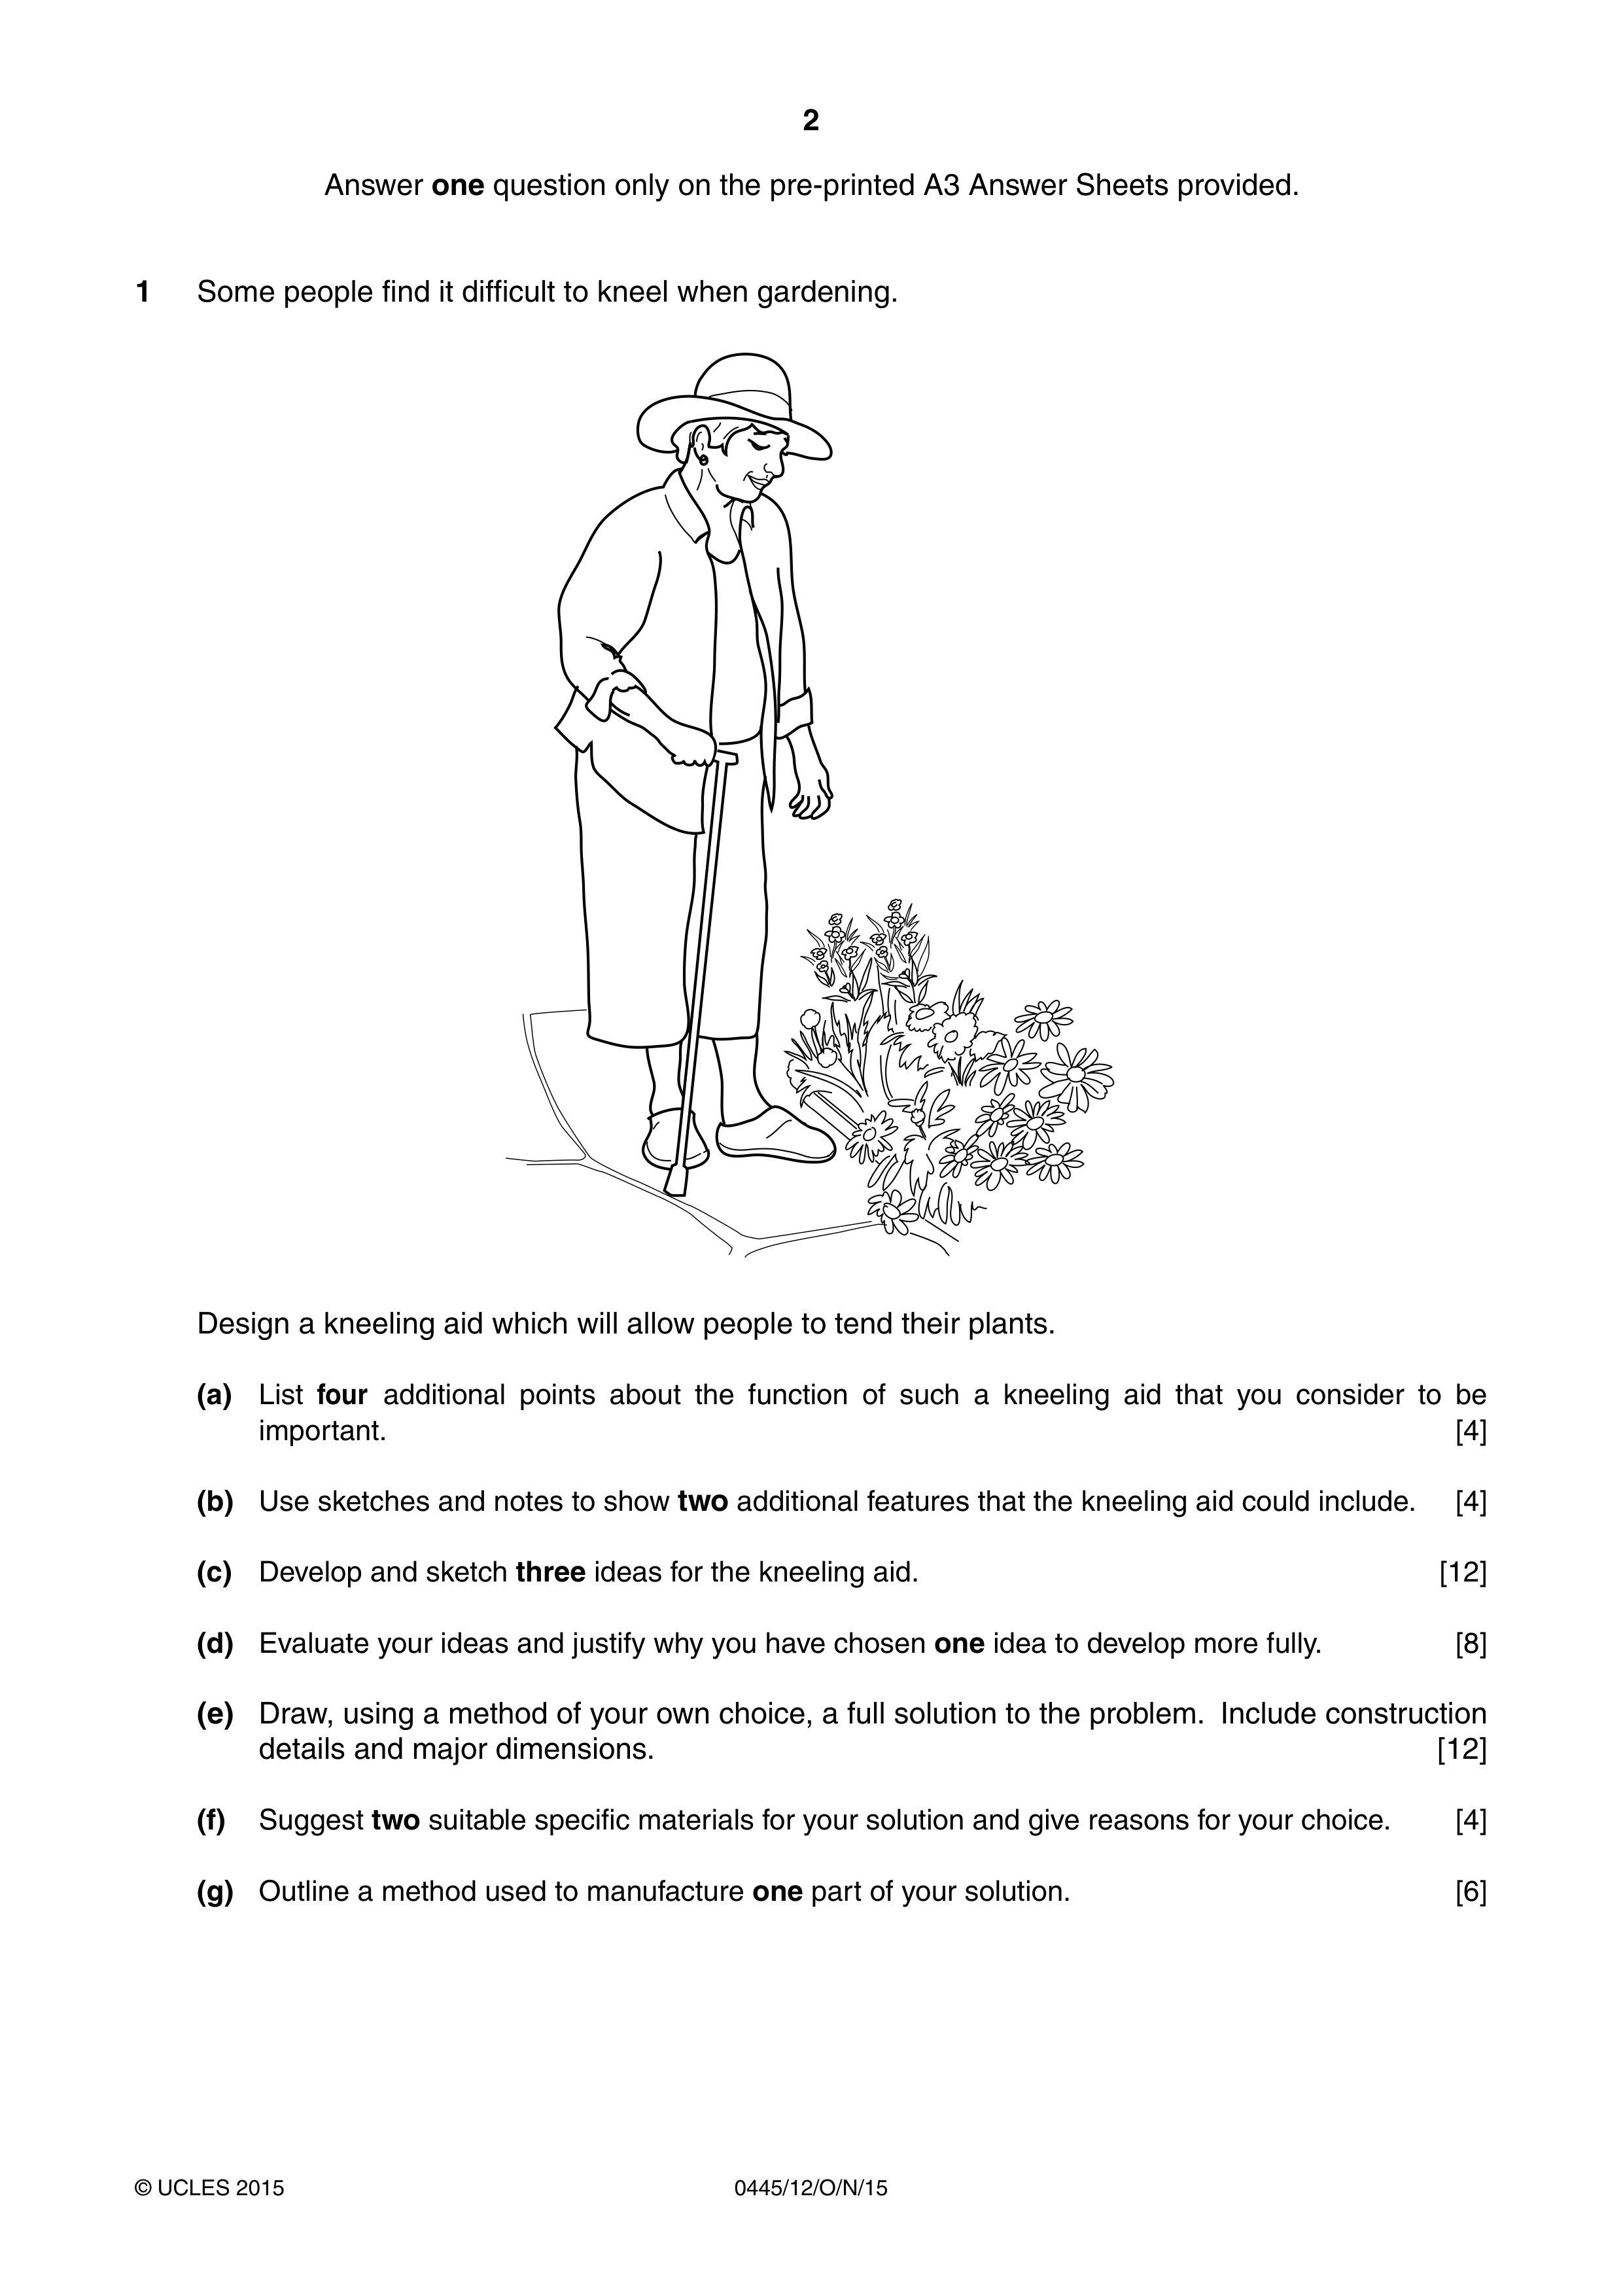 2
Answer one question only on the pre-printed A3 Answer Sheets provided.
1 Some people find it difficult to kneel when gardening.
Design a kneeling aid which will allow people to tend their plants.
(a) List four additional points about the function of such a kneeling aid that you consider to be
important. [4]
(b) Use sketches and notes to show two additional features that the kneeling aid could include. [4]
(c) Develop and sketch three ideas for the kneeling aid. [12]
(d) Evaluate your ideas and justify why you have chosen one idea to develop more fully. [8]
(e) Draw, using a method of your own choice, a full solution to the problem. Include construction
details and major dimensions. [12]
(f) Suggest two suitable specific materials for your solution and give reasons for your choice. [4]
(g) Outline a method used to manufacture one part of your solution. [6]
© UCLES 2015 0445/12/O/N/15